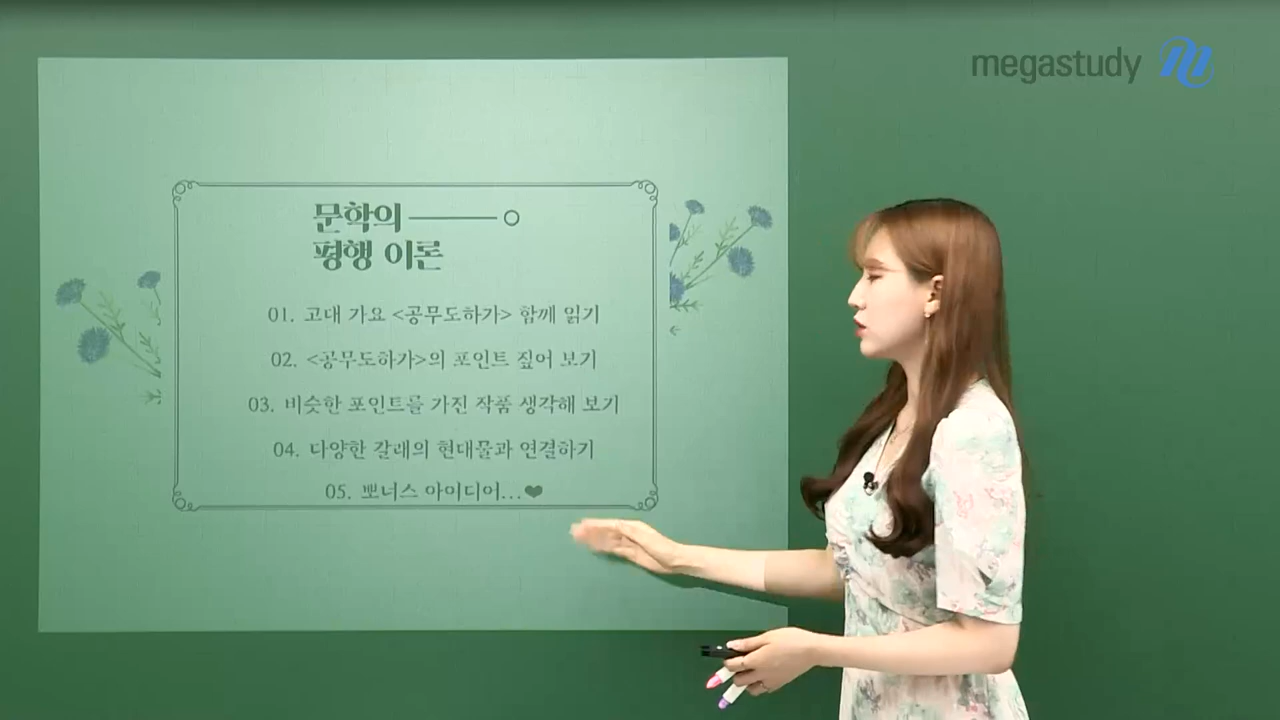 megastudy
문학의
평행 이론
01. 고대 가요 <공무도하가> 함께 읽기
02. <공무도하가>의 포인트 짚어 보기
03. 비슷한 포인트를 가진 작품 생각해 보기
04. 다양한 갈래의 현대물과 연결하기
05. 뽀너스 아이디어...❤